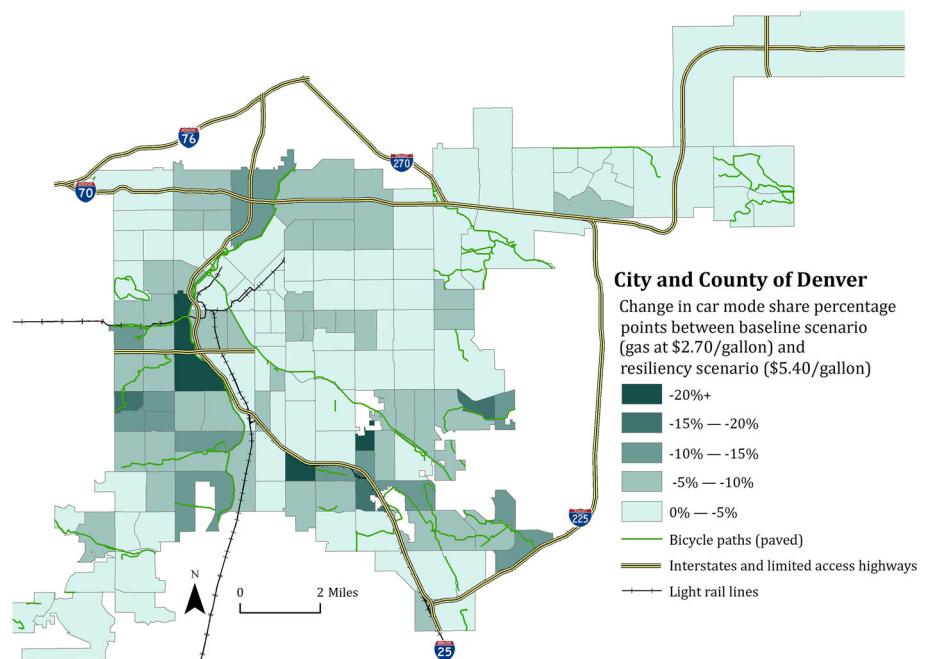 76
270
70
City and County of Denver
Change in car mode share percentage
points between baseline scenario
(gas at $2.70/gallon) and
resiliency scenario ($5.40/gallon)
-20%+
-15% — -20%
-10% — -15%
-5% — -10%
0% — -5%
225
Bicycle paths (paved)
Interstates and limited access highways
N
0 2 Miles
Light rail lines
25